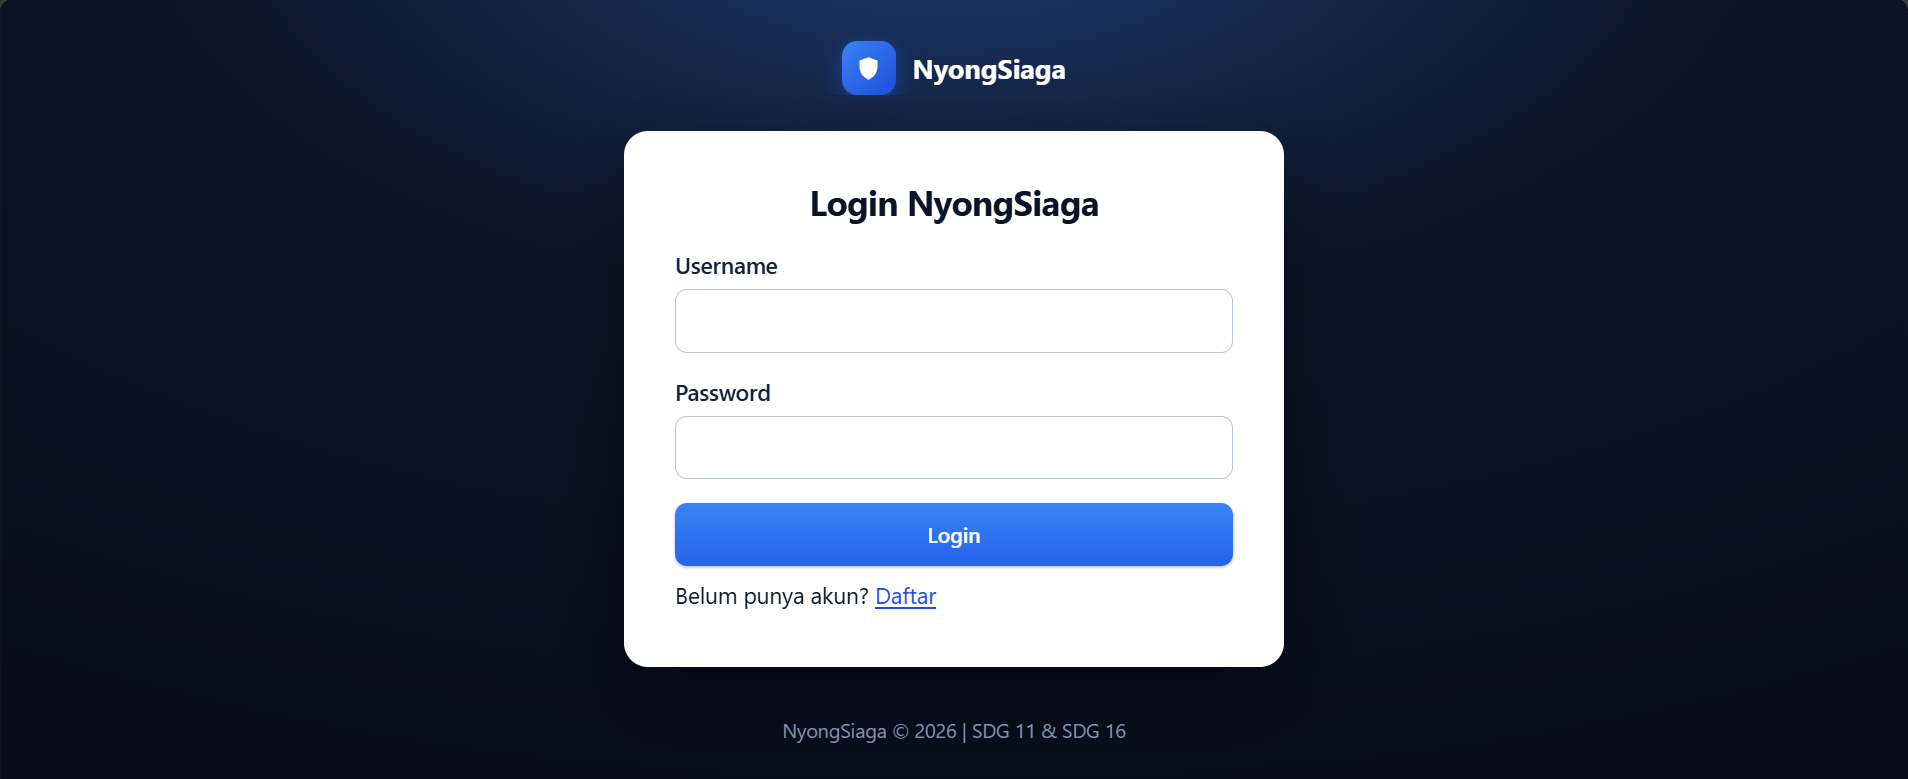 NyongSiaga
Login NyongSiaga
Username
Password
Login
Belum punya akun? Daftar
NyongSiaga © 2026 | SDG 11 & SDG 16